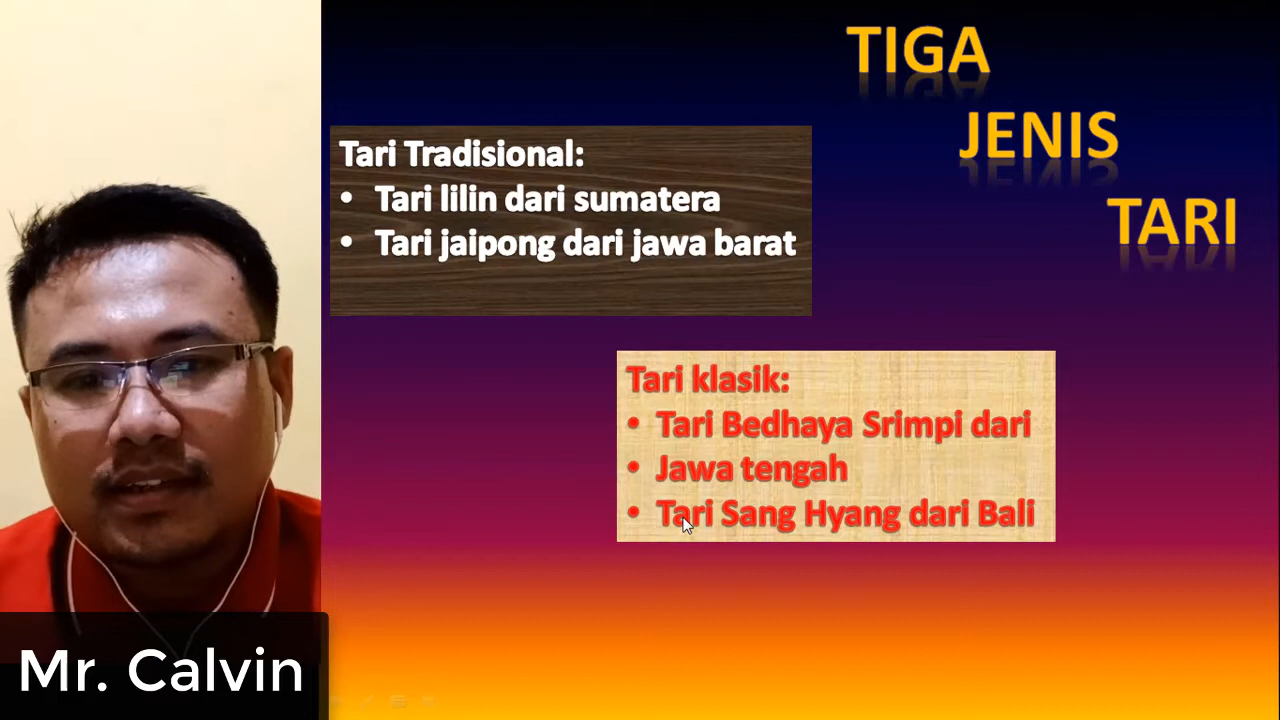 TIGA
JENIS
TARI
Tari Tradisional:
• Tari lilin dari sumatera
• Tari jaipong dari jawa barat
Tari klasik:
• Tari Bedhaya Srimpi dari
• Jawa tengah
• Tari Sang Hyang dari Bali
Mr. Calvin